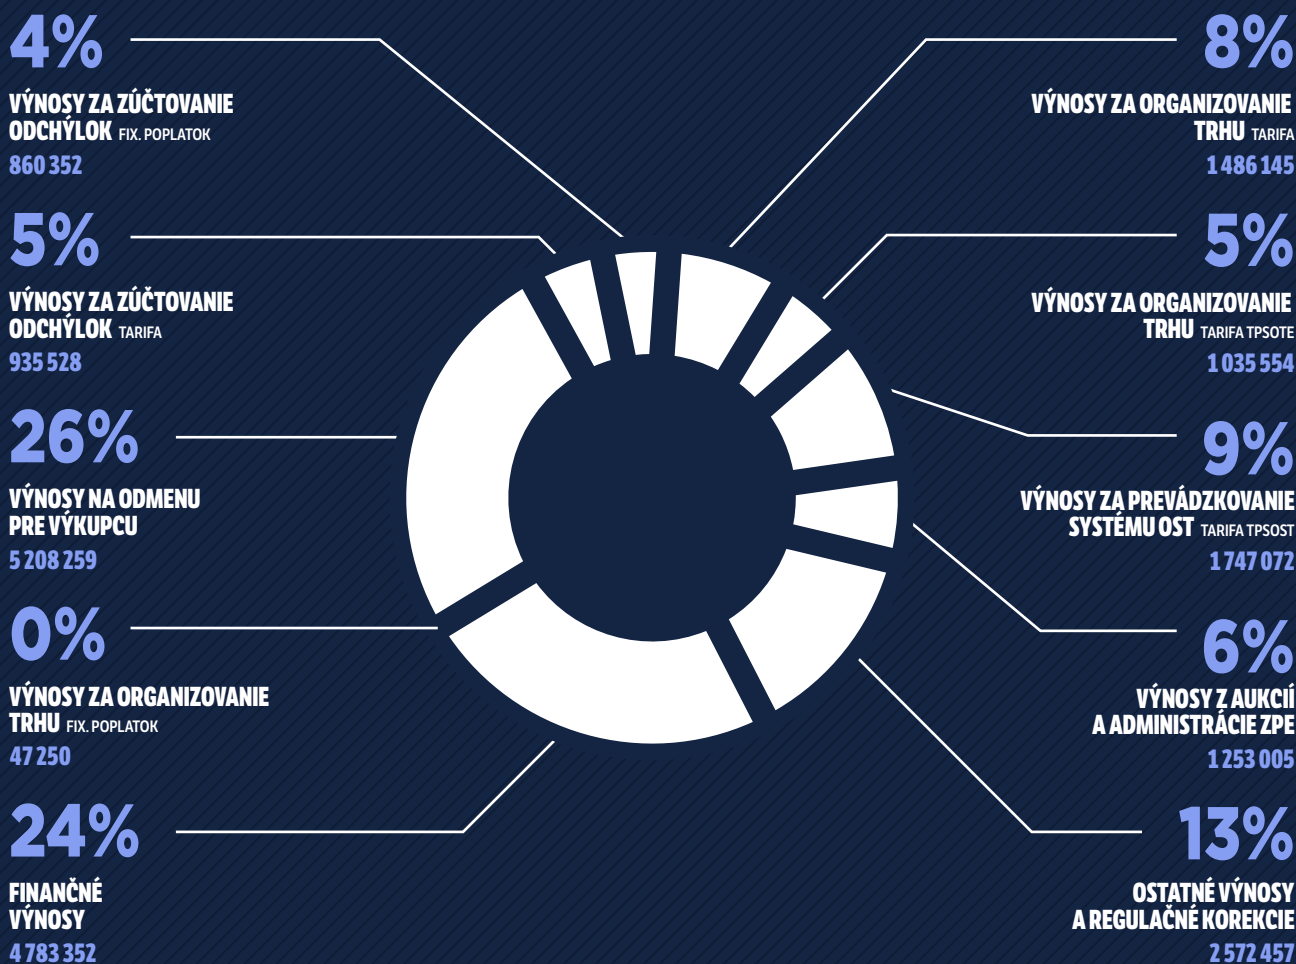 4%
VÝNOSY ZA ZÚČTOVANIE
ODCHÝLOK FIX. POPLATOK
860 352
5%
VÝNOSY ZA ZÚČTOVANIE
ODCHÝLOK TARIFA
935 528
26%
VÝNOSY NA ODMENU
PRE VÝKUPCU
5 208 259
0%
VÝNOSY ZA ORGANIZOVANIE
TRHU FIX. POPLATOK
47 250
24%
FINANČNÉ
VÝNOSY
4 783 352
8%
VÝNOSY ZA ORGANIZOVANIE
TRHU TARIFA
1 486 145
5%
VÝNOSY ZA ORGANIZOVANIE
TRHU TARIFA TPSOTE
1 035 554
9%
VÝNOSY ZA PREVÁDZKOVANIE
SYSTÉMU OST TARIFA TPSOST
1 747 072
6%
VÝNOSY Z AUKCIÍ
A ADMINISTRÁCIE ZPE
1 253 005
13%
OSTATNÉ VÝNOSY
A REGULAČNÉ KOREKCIE
2 572 457